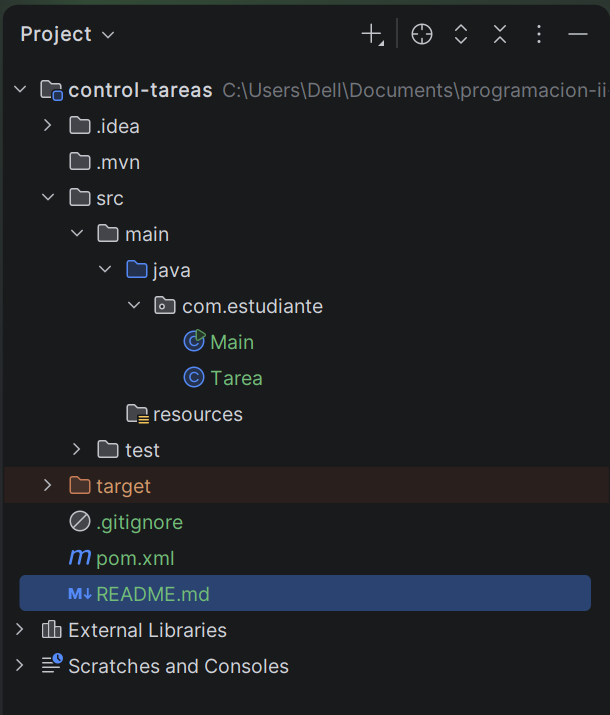 Project
control-tareas C:\Users\Dell\Documents\programacion-ii
.idea
.mvn
src
main
java
com.estudiante
Main
Tarea
resources
test
target
.gitignore
pom.xml
README.md
External Libraries
Scratches and Consoles